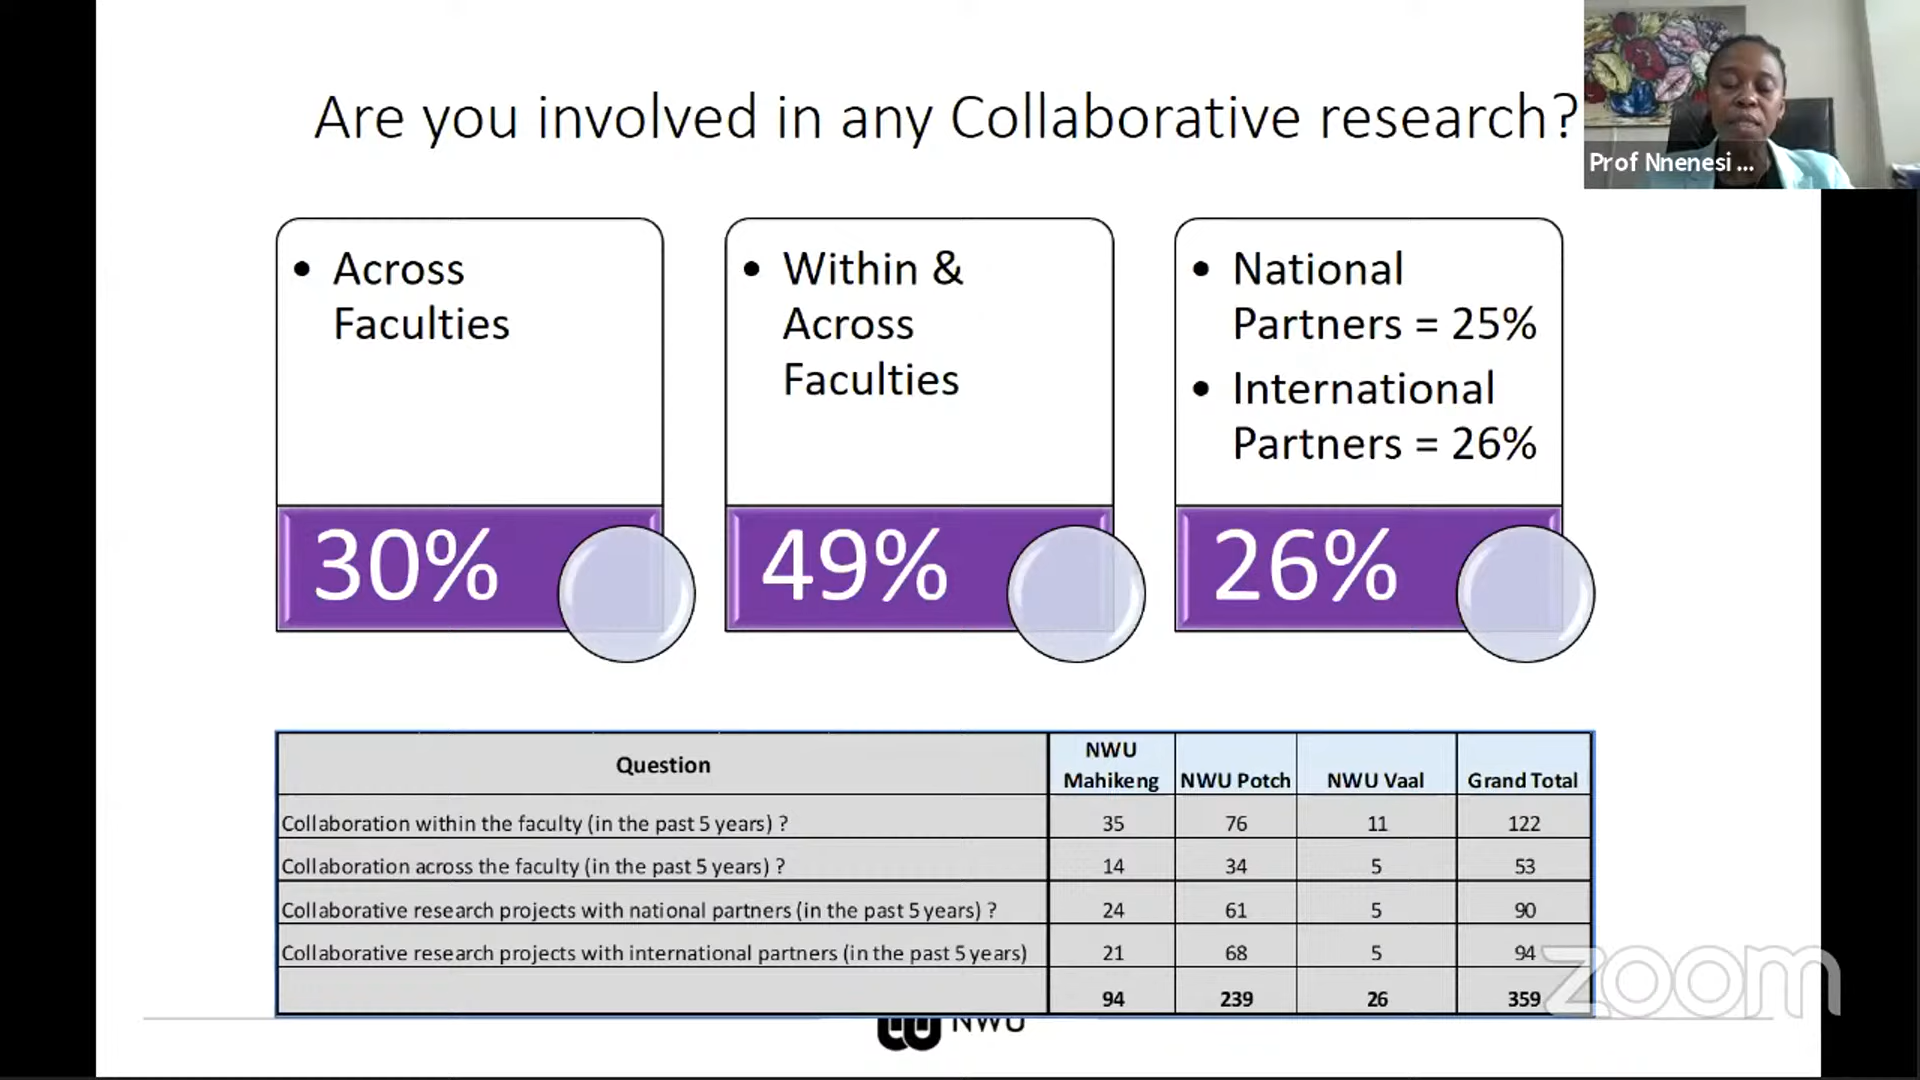 Are you involved in any Collaborative research?
Prof Nnenesi ...
• Across
Faculties
30%
• Within &
Across
Faculties
49%
• National
Partners = 25%
• International
Partners = 26%
26%
Question NWU Mahikeng NWU Potch NWU Vaal Grand Total
Collaboration within the faculty (in the past 5 years) ? 35 76 11 122
Collaboration across the faculty (in the past 5 years) ? 14 34 5 53
Collaborative research projects with national partners (in the past 5 years) ? 24 61 5 90
Collaborative research projects with international partners (in the past 5 years) 21 68 5 94
94 239 26 359
zoom
NWU